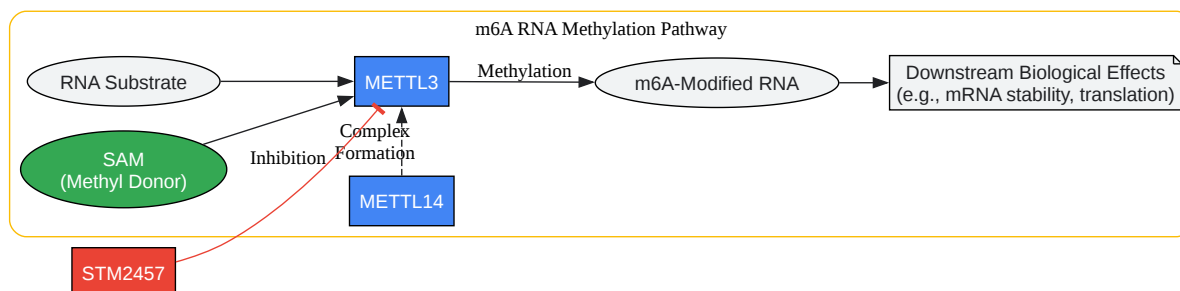 m6A RNA Methylation Pathway
RNA Substrate
METTL3
Methylation
m6A-Modified RNA
Downstream Biological Effects
(e.g., mRNA stability, translation)
SAM
(Methyl Donor)
Inhibition
Complex
Formation
METTL14
STM2457